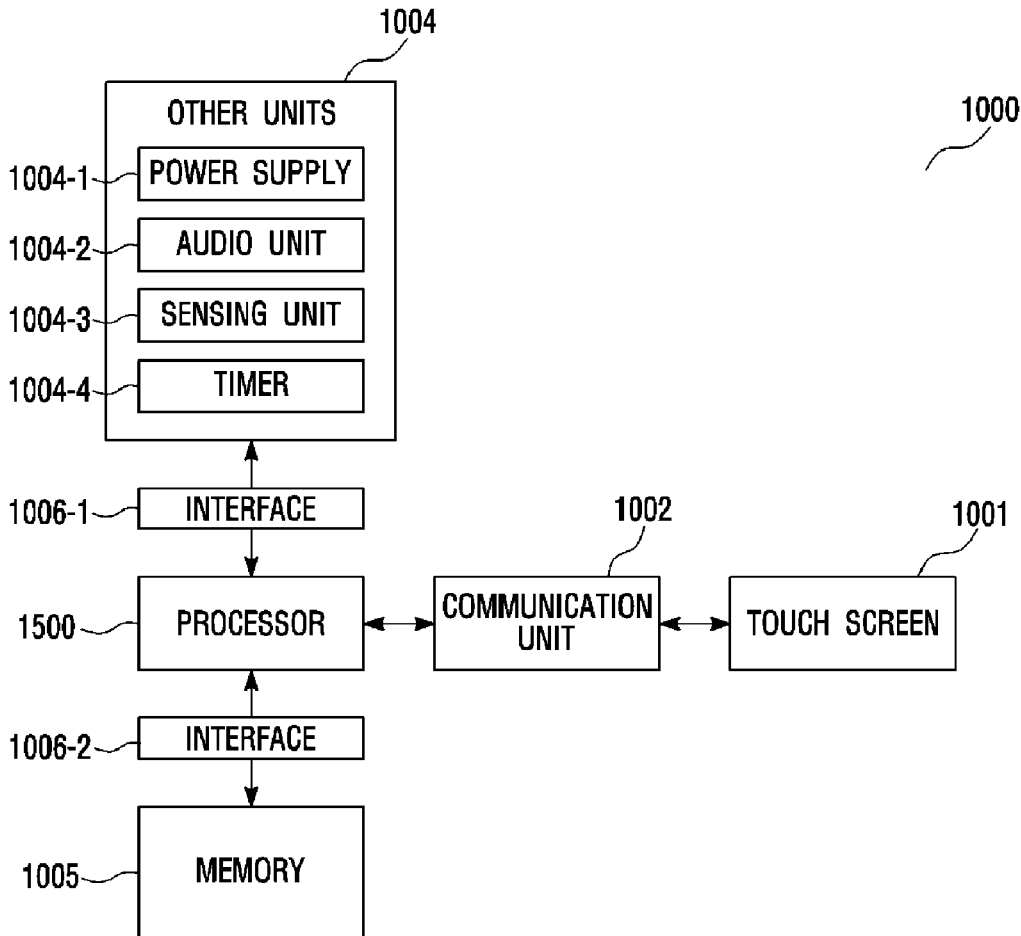 1004
OTHER UNITS
1000
1004-1
POWER SUPPLY
1004-2
AUDIO UNIT
1004-3
SENSING UNIT
1004-4
TIMER
1006-1
INTERFACE
1002
1001
1500
PROCESSOR
COMMUNICATION
UNIT
TOUCH SCREEN
1006-2
INTERFACE
1005
MEMORY